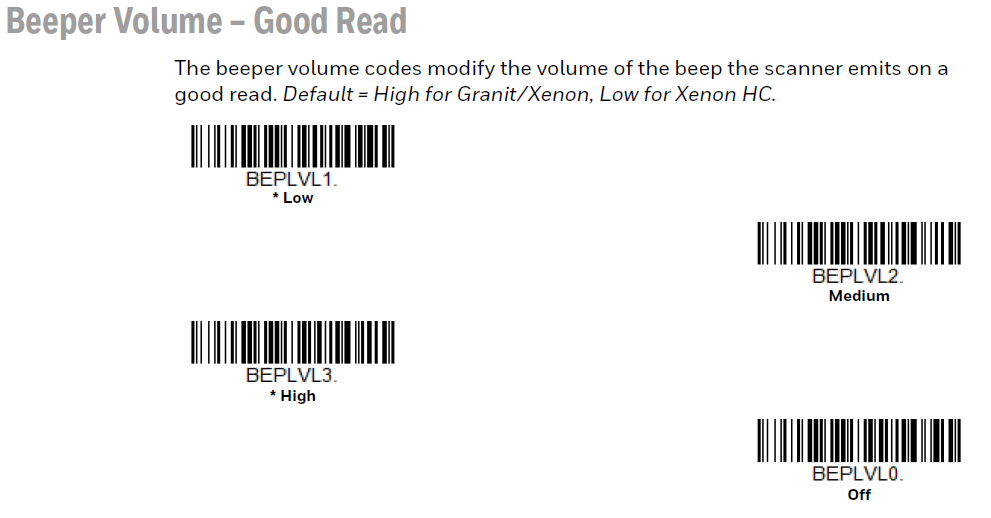 Beeper Volume – Good Read
The beeper volume codes modify the volume of the beep the scanner emits on a
good read. Default = High for Granit/Xenon, Low for Xenon HC.
BEPLVL1.
* Low
BEPLVL2.
Medium
BEPLVL3.
* High
BEPLVL0.
Off